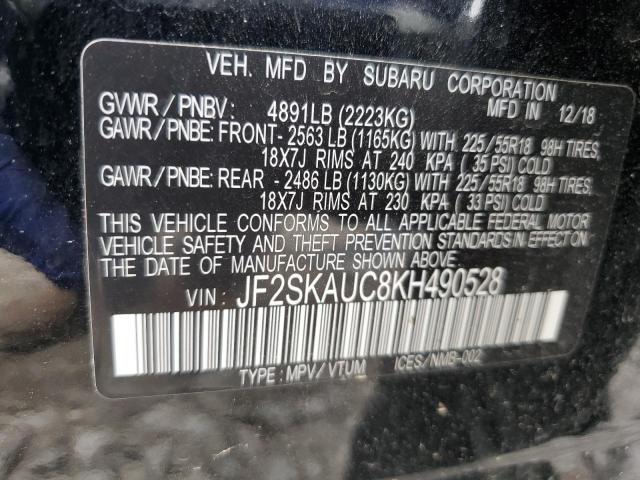 VEH. MFD BY SUBARU CORPORATION
GVWR / PNBV: 4891LB (2223KG) MFD IN 12/18
GAWR / PNBE: FRONT- 2563 LB (1165KG) WITH 225/55R18 98H TIRES,
18X7J RIMS AT 240 KPA ( 35 PSI) COLD
GAWR / PNBE: REAR - 2486 LB (1130KG) WITH 225/55R18 98H TIRES,
18X7J RIMS AT 230 KPA ( 33 PSI) COLD
THIS VEHICLE CONFORMS TO ALL APPLICABLE FEDERAL MOTOR
VEHICLE SAFETY AND THEFT PREVENTION STANDARDS IN EFFECT ON
THE DATE OF MANUFACTURE SHOWN ABOVE.
VIN: JF2SKAUC8KH490528
TYPE : MPV / VTUM ICES/NMB-002